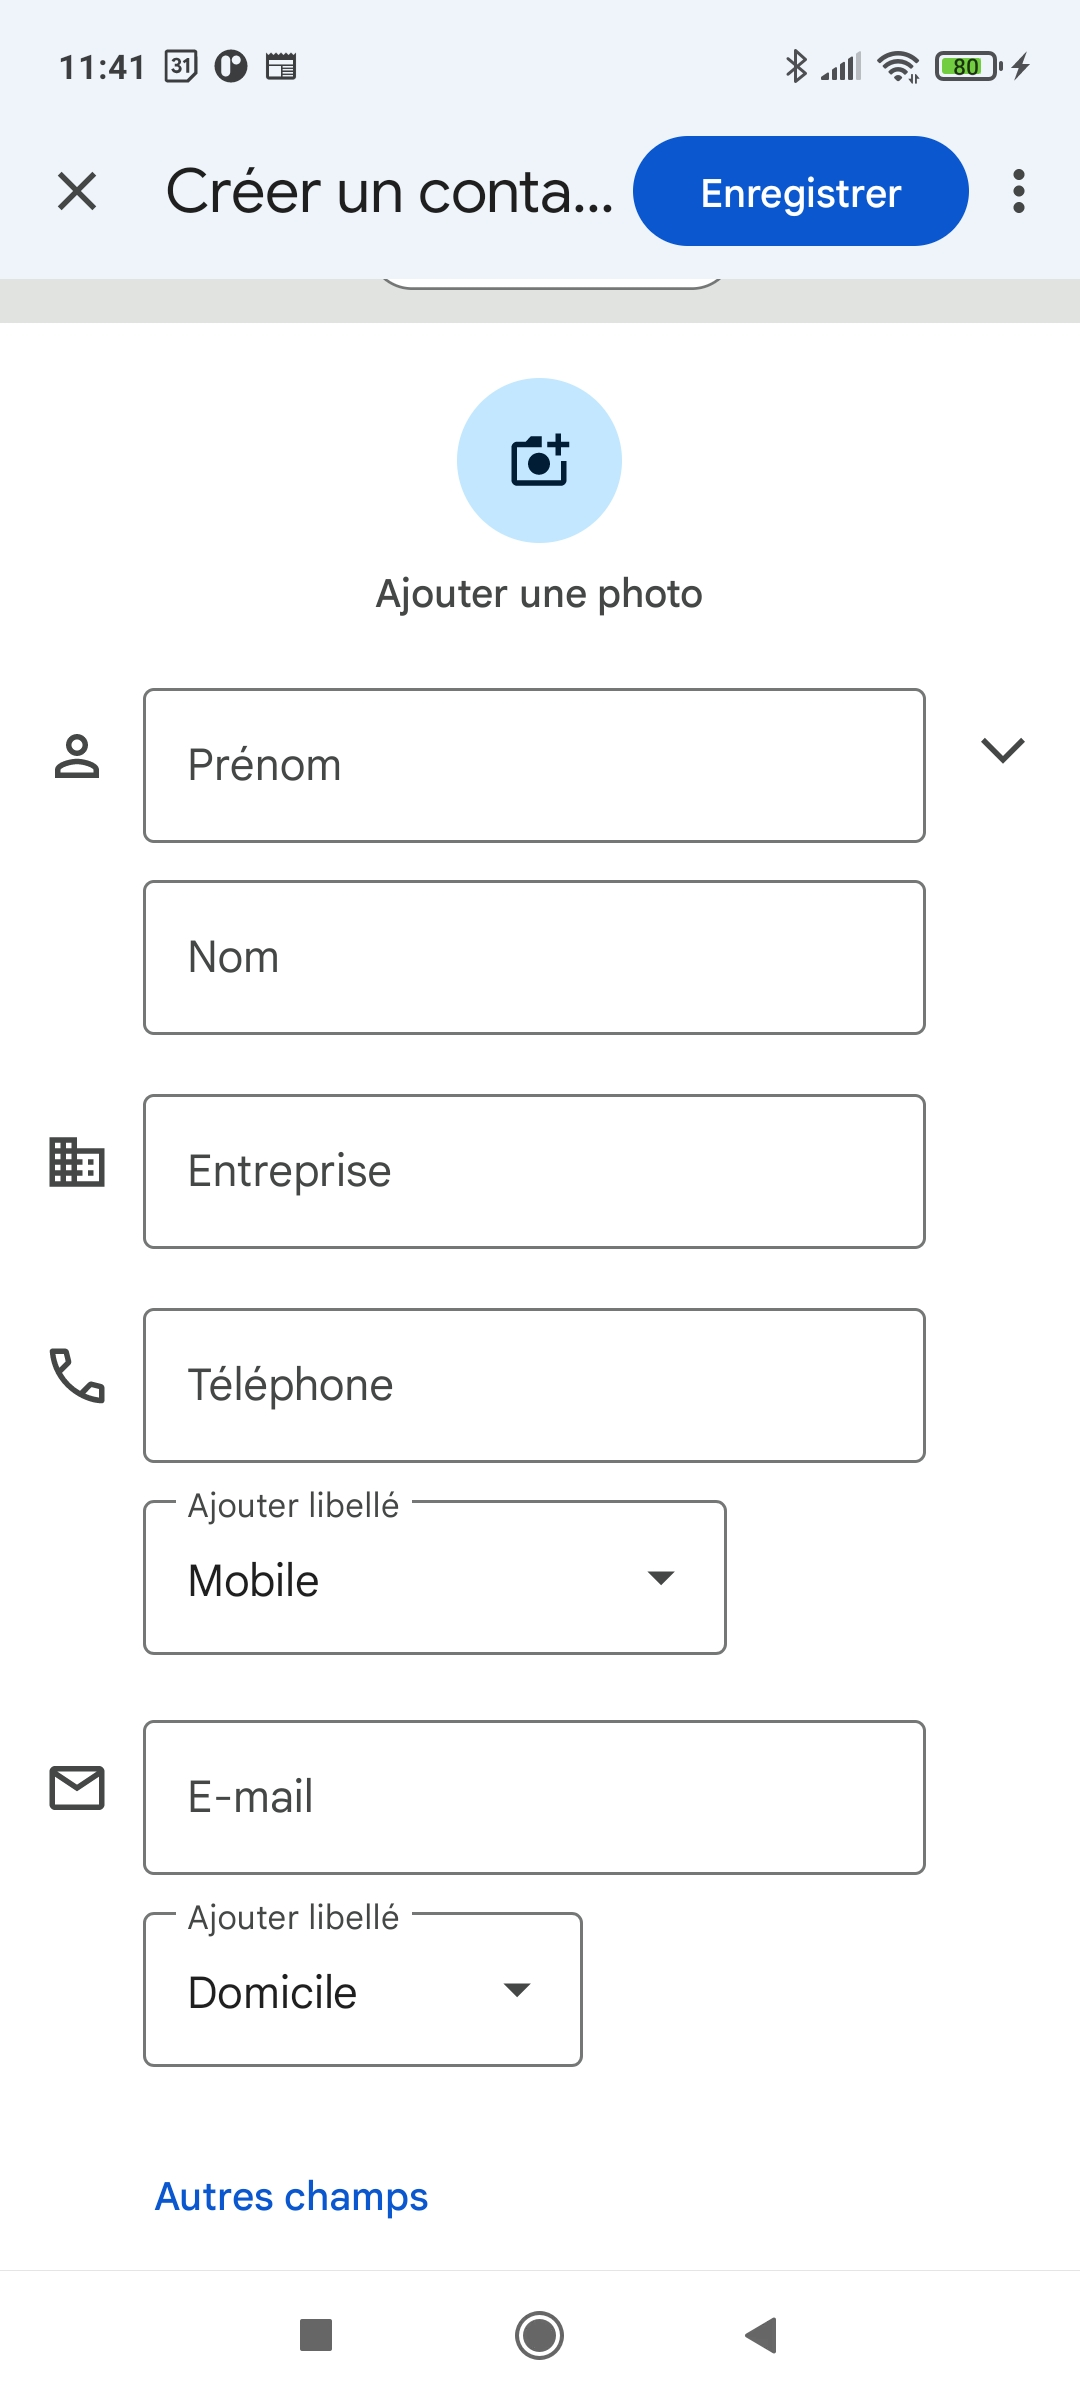 11:41 31 80
Créer un conta... Enregistrer
Ajouter une photo
Prénom
Nom
Entreprise
Téléphone
Ajouter libellé
Mobile
E-mail
Ajouter libellé
Domicile
Autres champs